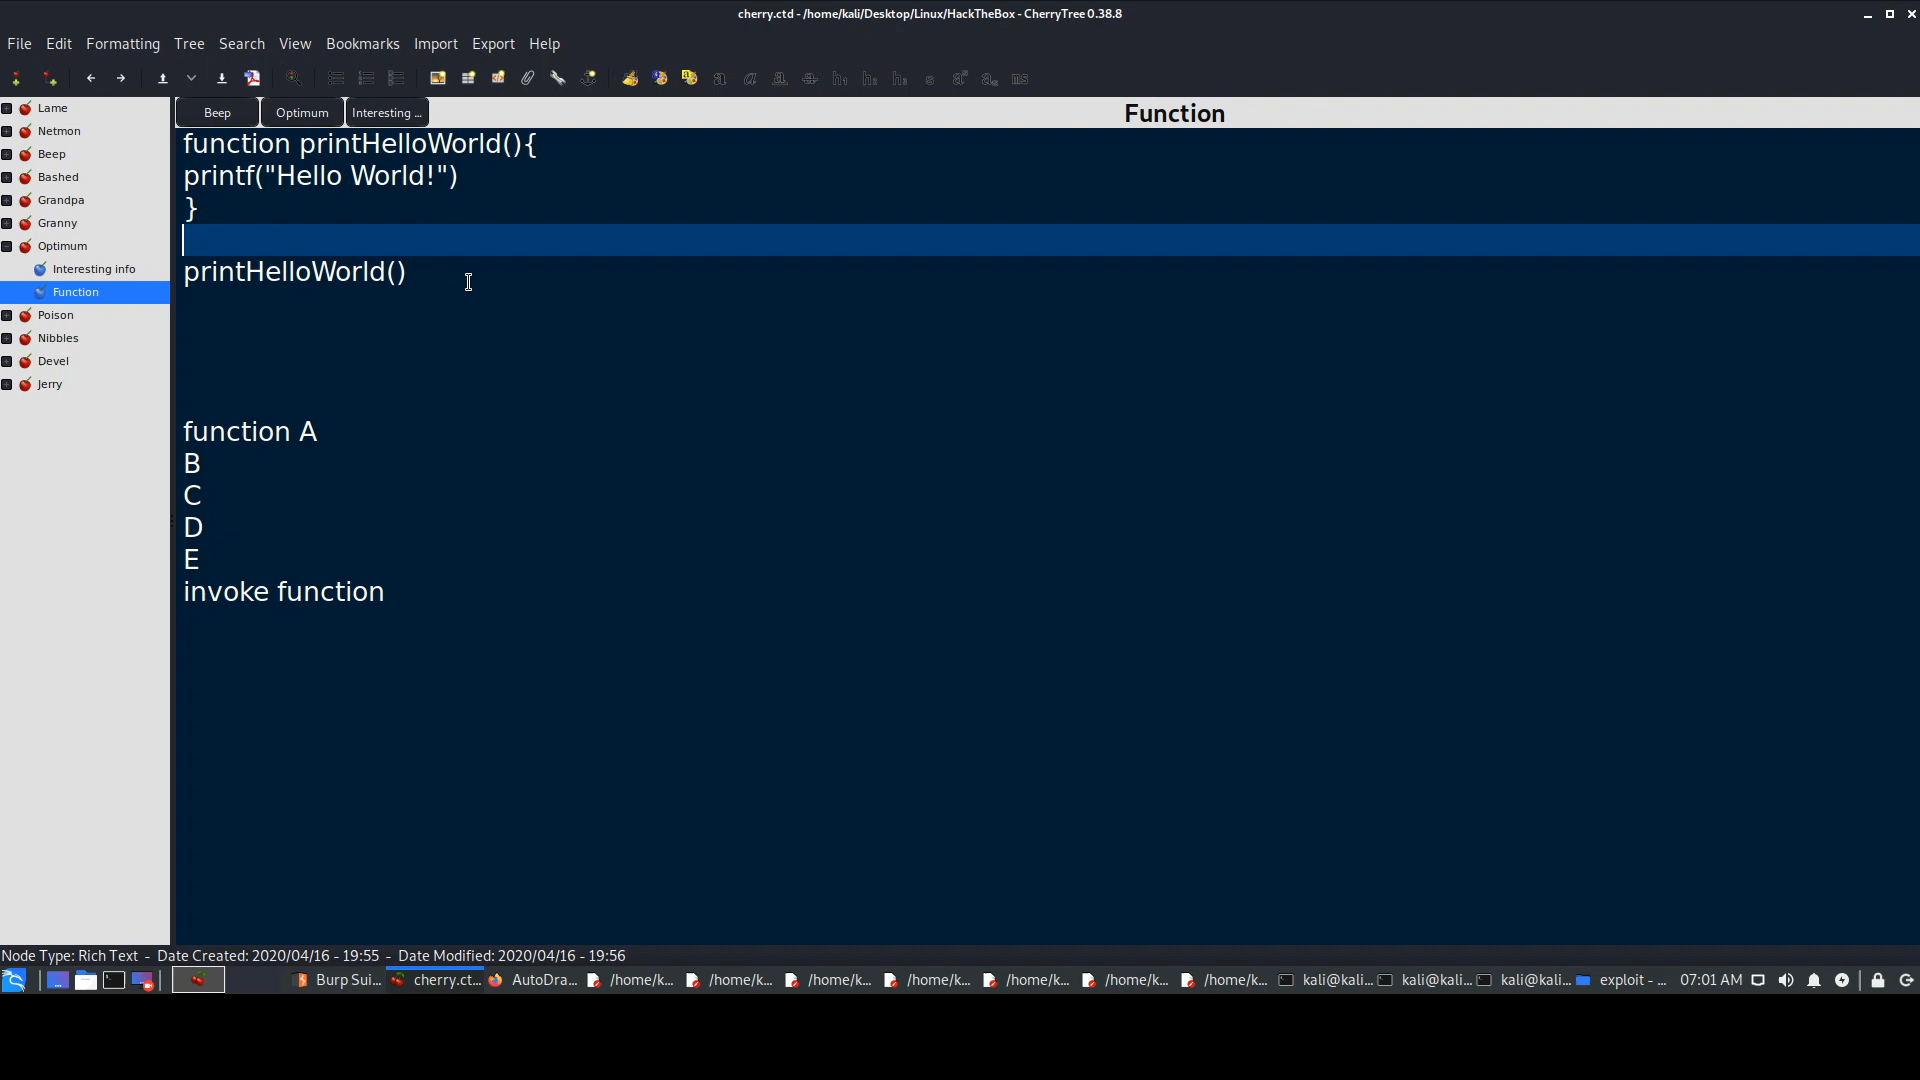 cherry.ctd - /home/kali/Desktop/Linux/HackTheBox - CherryTree 0.38.8
File Edit Formatting Tree Search View Bookmarks Import Export Help
Lame
Netmon
Beep
Bashed
Grandpa
Granny
Optimum
Interesting info
Function
Poison
Nibbles
Devel
Jerry
Beep Optimum Interesting ...
Function
function printHelloWorld(){
printf("Hello World!")
}
printHelloWorld()
function A
B
C
D
E
invoke function
Node Type: Rich Text - Date Created: 2020/04/16 - 19:55 - Date Modified: 2020/04/16 - 19:56
Burp Sui... cherry.ct... AutoDra... /home/k... /home/k... /home/k... /home/k... /home/k... /home/k... /home/k... kali@kali... kali@kali... kali@kali... exploit - ... 07:01 AM